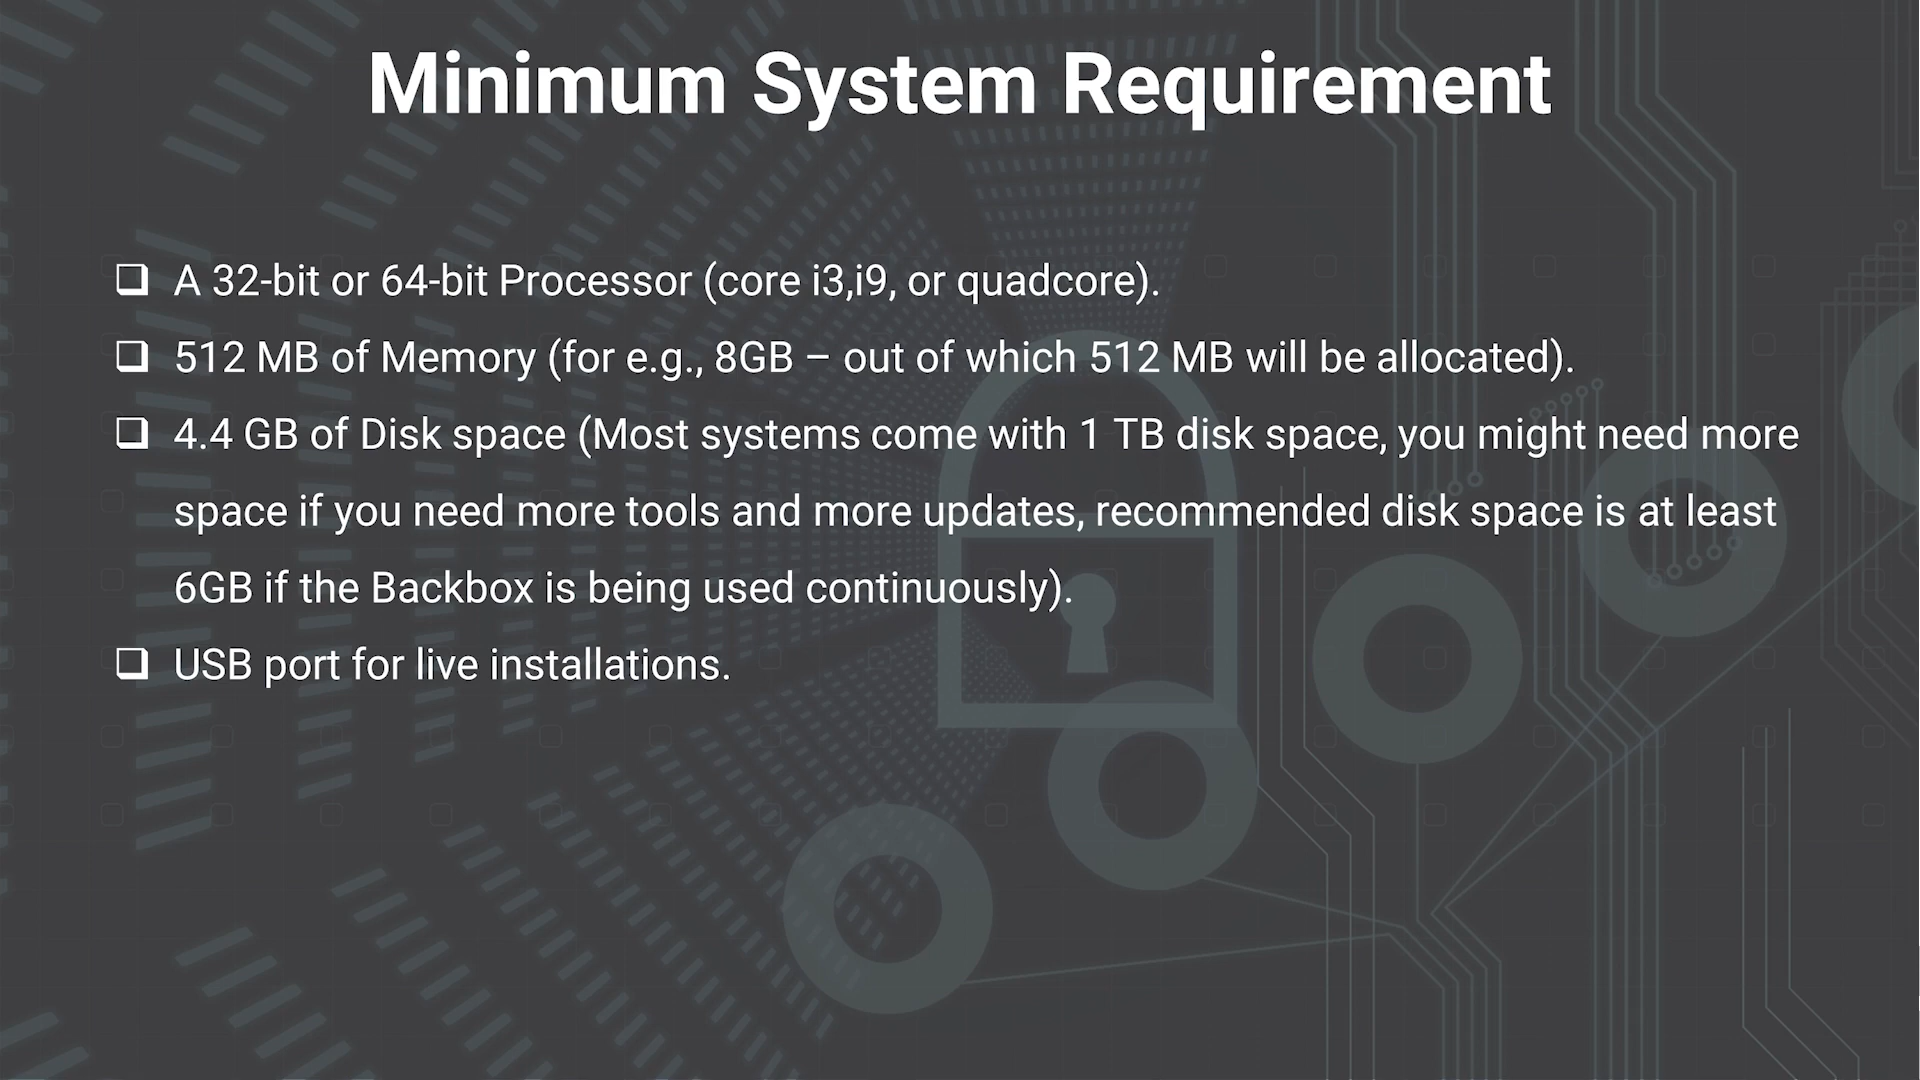 Minimum System Requirement
❑ A 32-bit or 64-bit Processor (core i3,i9, or quadcore).
❑ 512 MB of Memory (for e.g., 8GB – out of which 512 MB will be allocated).
❑ 4.4 GB of Disk space (Most systems come with 1 TB disk space, you might need more
space if you need more tools and more updates, recommended disk space is at least
6GB if the Backbox is being used continuously).
❑ USB port for live installations.